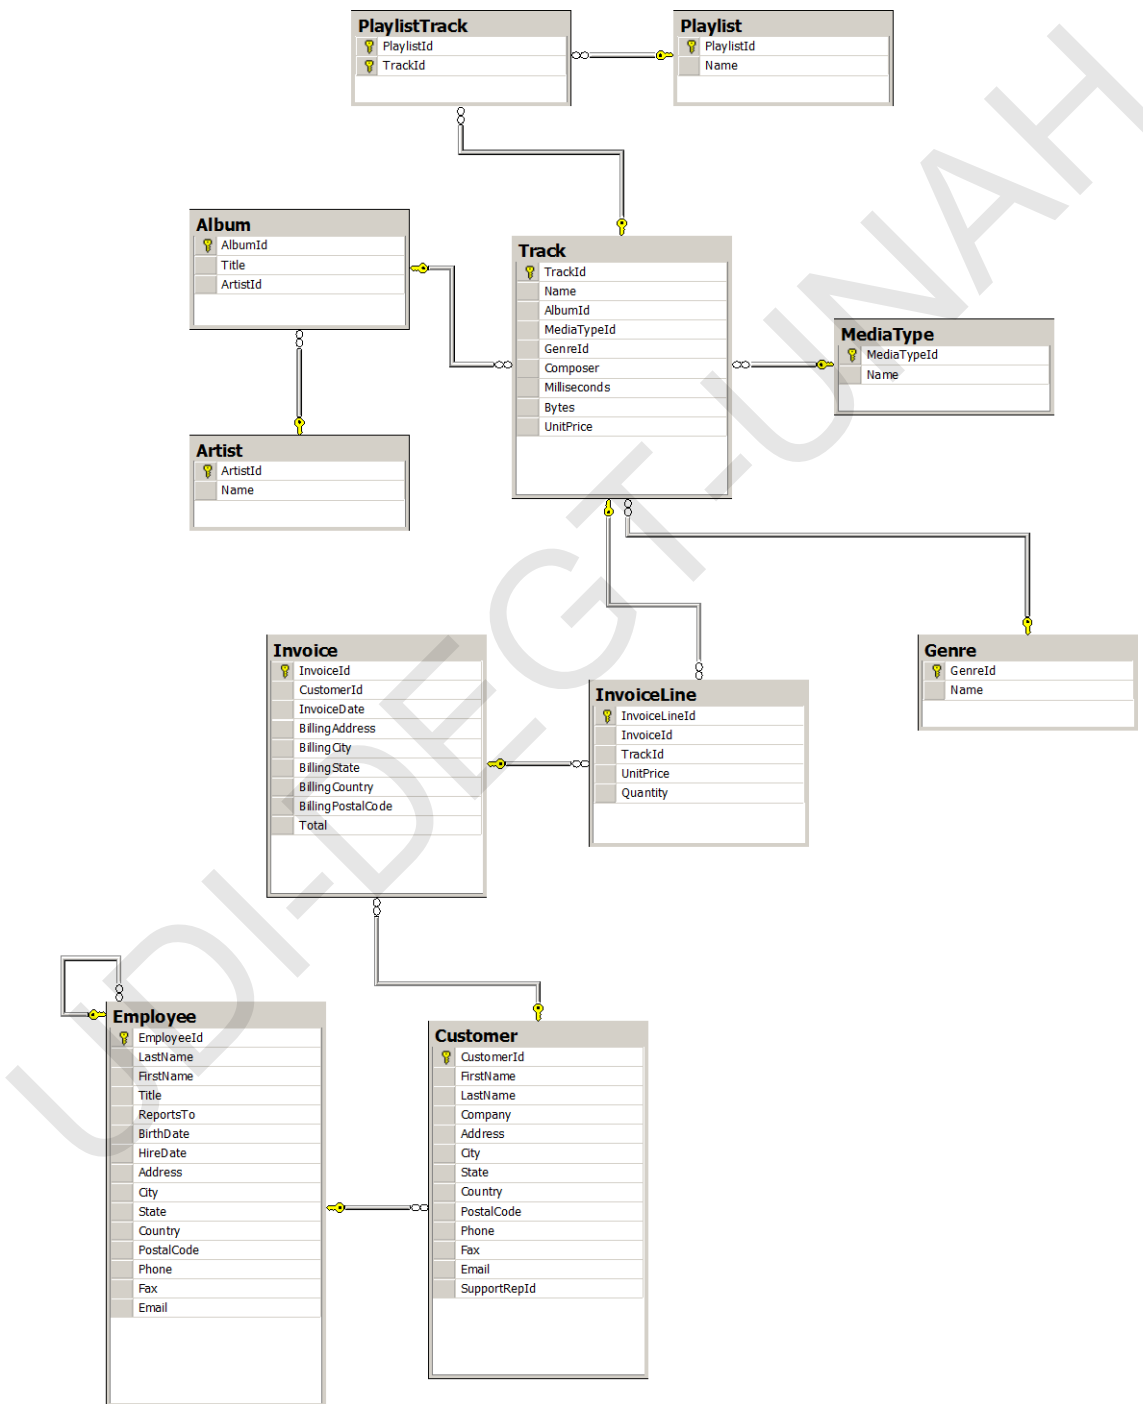 PlaylistTrack
PlaylistId
TrackId
Playlist
PlaylistId
Name
Album
AlbumId
Title
ArtistId
Track
TrackId
Name
AlbumId
MediaTypeId
GenreId
Composer
Milliseconds
Bytes
UnitPrice
MediaType
MediaTypeId
Name
Artist
ArtistId
Name
Invoice
InvoiceId
CustomerId
InvoiceDate
BillingAddress
BillingCity
BillingState
BillingCountry
BillingPostalCode
Total
InvoiceLine
InvoiceLineId
InvoiceId
TrackId
UnitPrice
Quantity
Genre
GenreId
Name
Employee
EmployeeId
LastName
FirstName
Title
ReportsTo
BirthDate
HireDate
Address
City
State
Country
PostalCode
Phone
Fax
Email
Customer
CustomerId
FirstName
LastName
Company
Address
City
State
Country
PostalCode
Phone
Fax
Email
SupportRepId
UDI-DEGT-UNAH